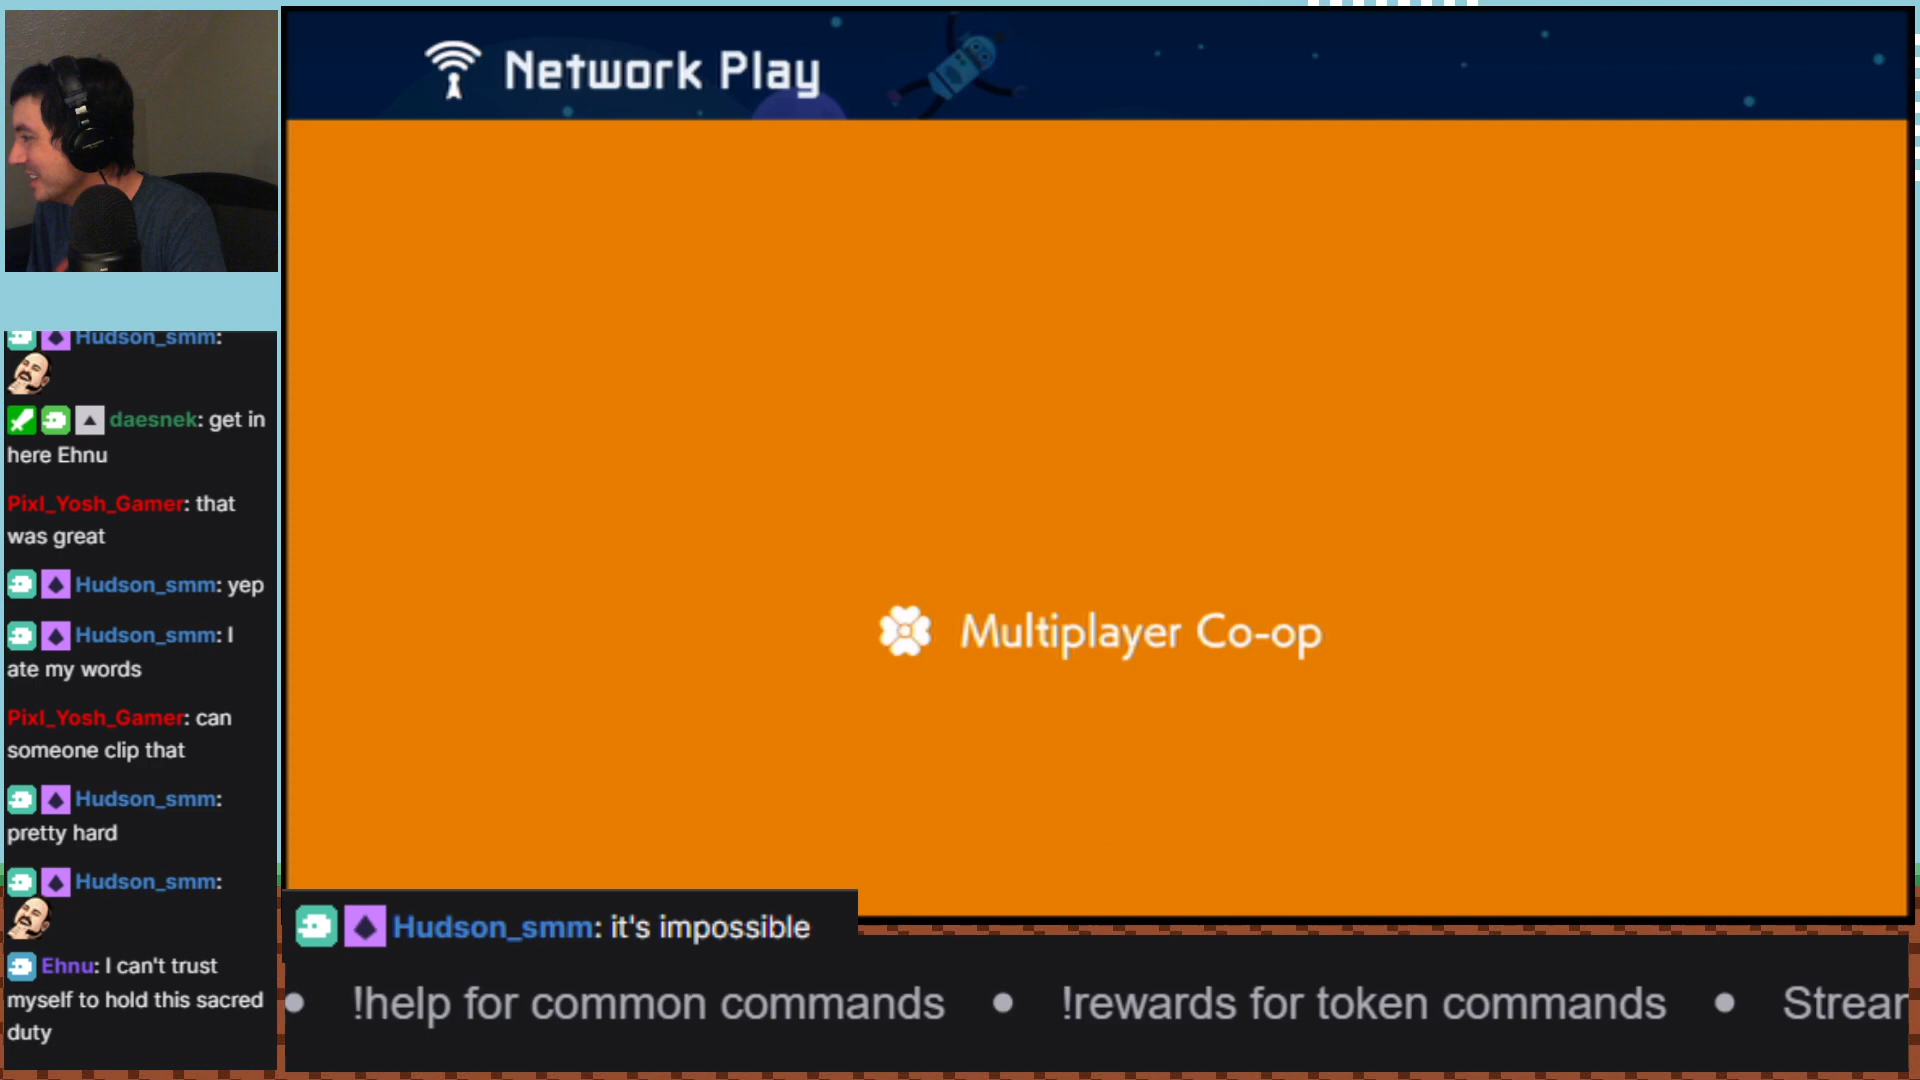 Network Play
Hudson_smm:
daesnek: get in
here Ehnu
Pixl_Yosh_Gamer: that
was great
Hudson_smm: yep
Hudson_smm: I
ate my words
Pixl_Yosh_Gamer: can
someone clip that
Hudson_smm:
pretty hard
Hudson_smm:
Ehnu: I can't trust
myself to hold this sacred
duty
Multiplayer Co-op
Hudson_smm: it's impossible
• !help for common commands • !rewards for token commands • Strear